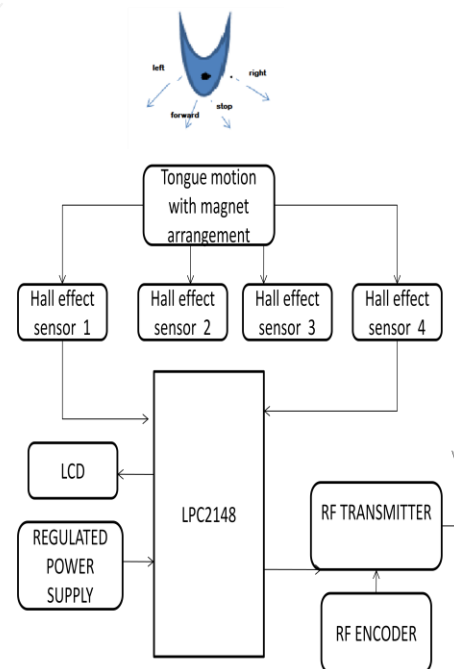 left
right
stop
forward
Tongue motion
with magnet
arrangement
Hall effect
sensor 1
Hall effect
sensor 2
Hall effect
sensor 3
Hall effect
sensor 4
LCD
LPC2148
RF TRANSMITTER
REGULATED
POWER
SUPPLY
RF ENCODER